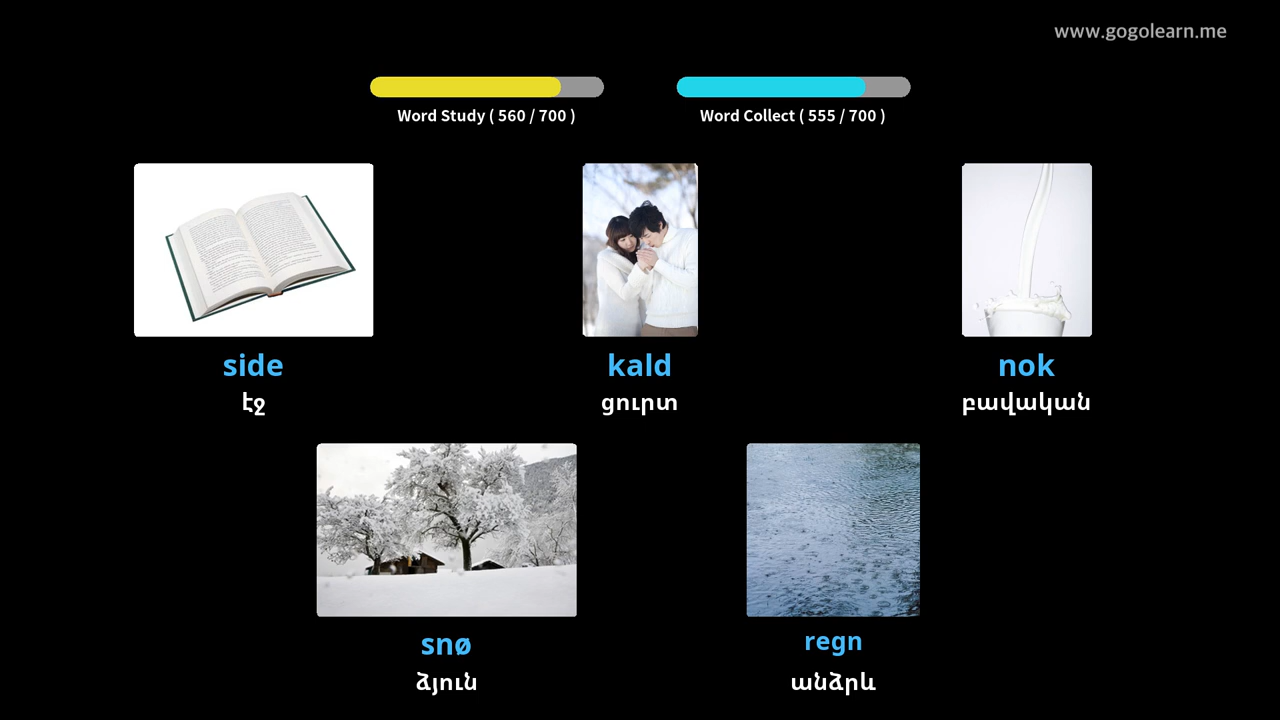 www.gogolearn.me
Word Study ( 560 / 700 )
Word Collect ( 555 / 700 )
side
էջ
kald
ցուրտ
nok
բավական
snø
ձյուն
regn
անձրև